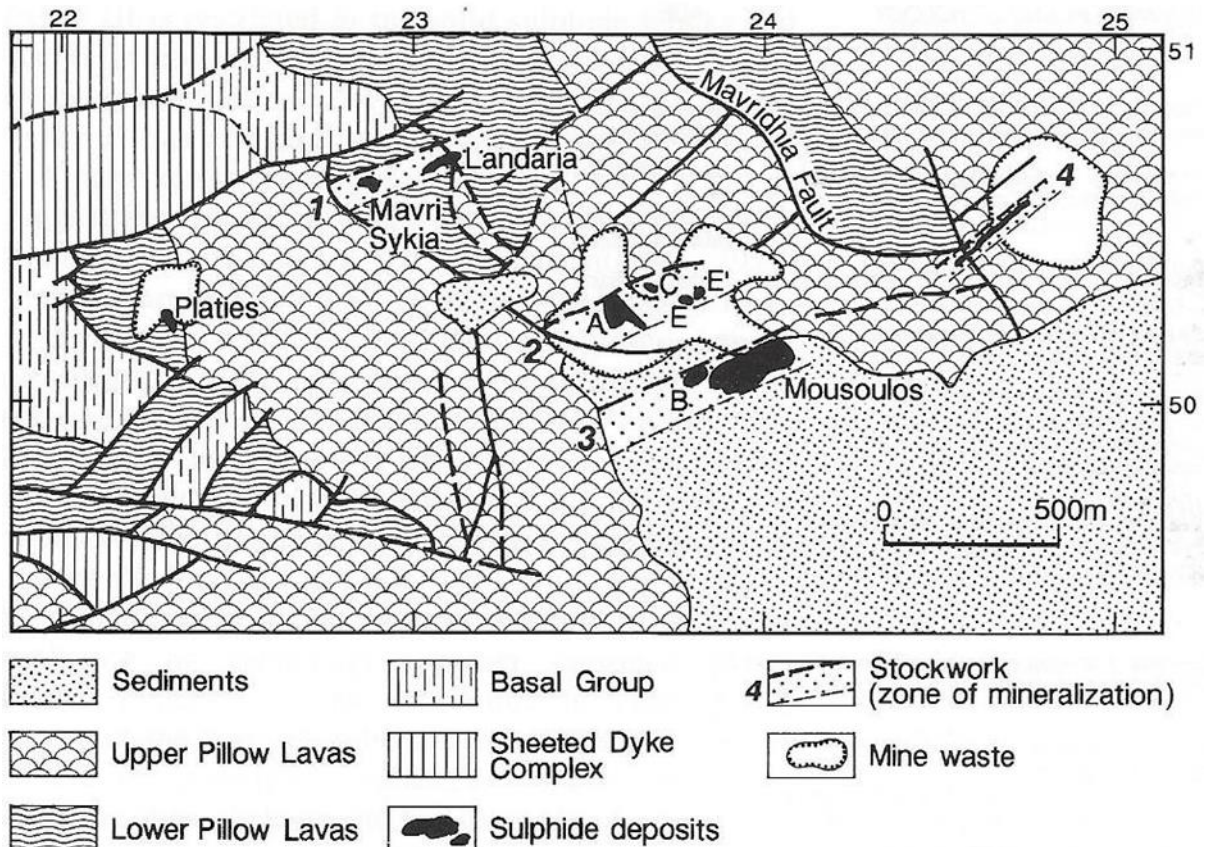 22 23 24 25
51
Mavridhia Fault
Landaria
4
1
Mavri
Sykia
Platies
C
E'
A
E
2
B
Mousoulos
50
3
0 500m
Sediments
Upper Pillow Lavas
Lower Pillow Lavas
Basal Group
Sheeted Dyke
Complex
Sulphide deposits
4
Stockwork
(zone of mineralization)
Mine waste